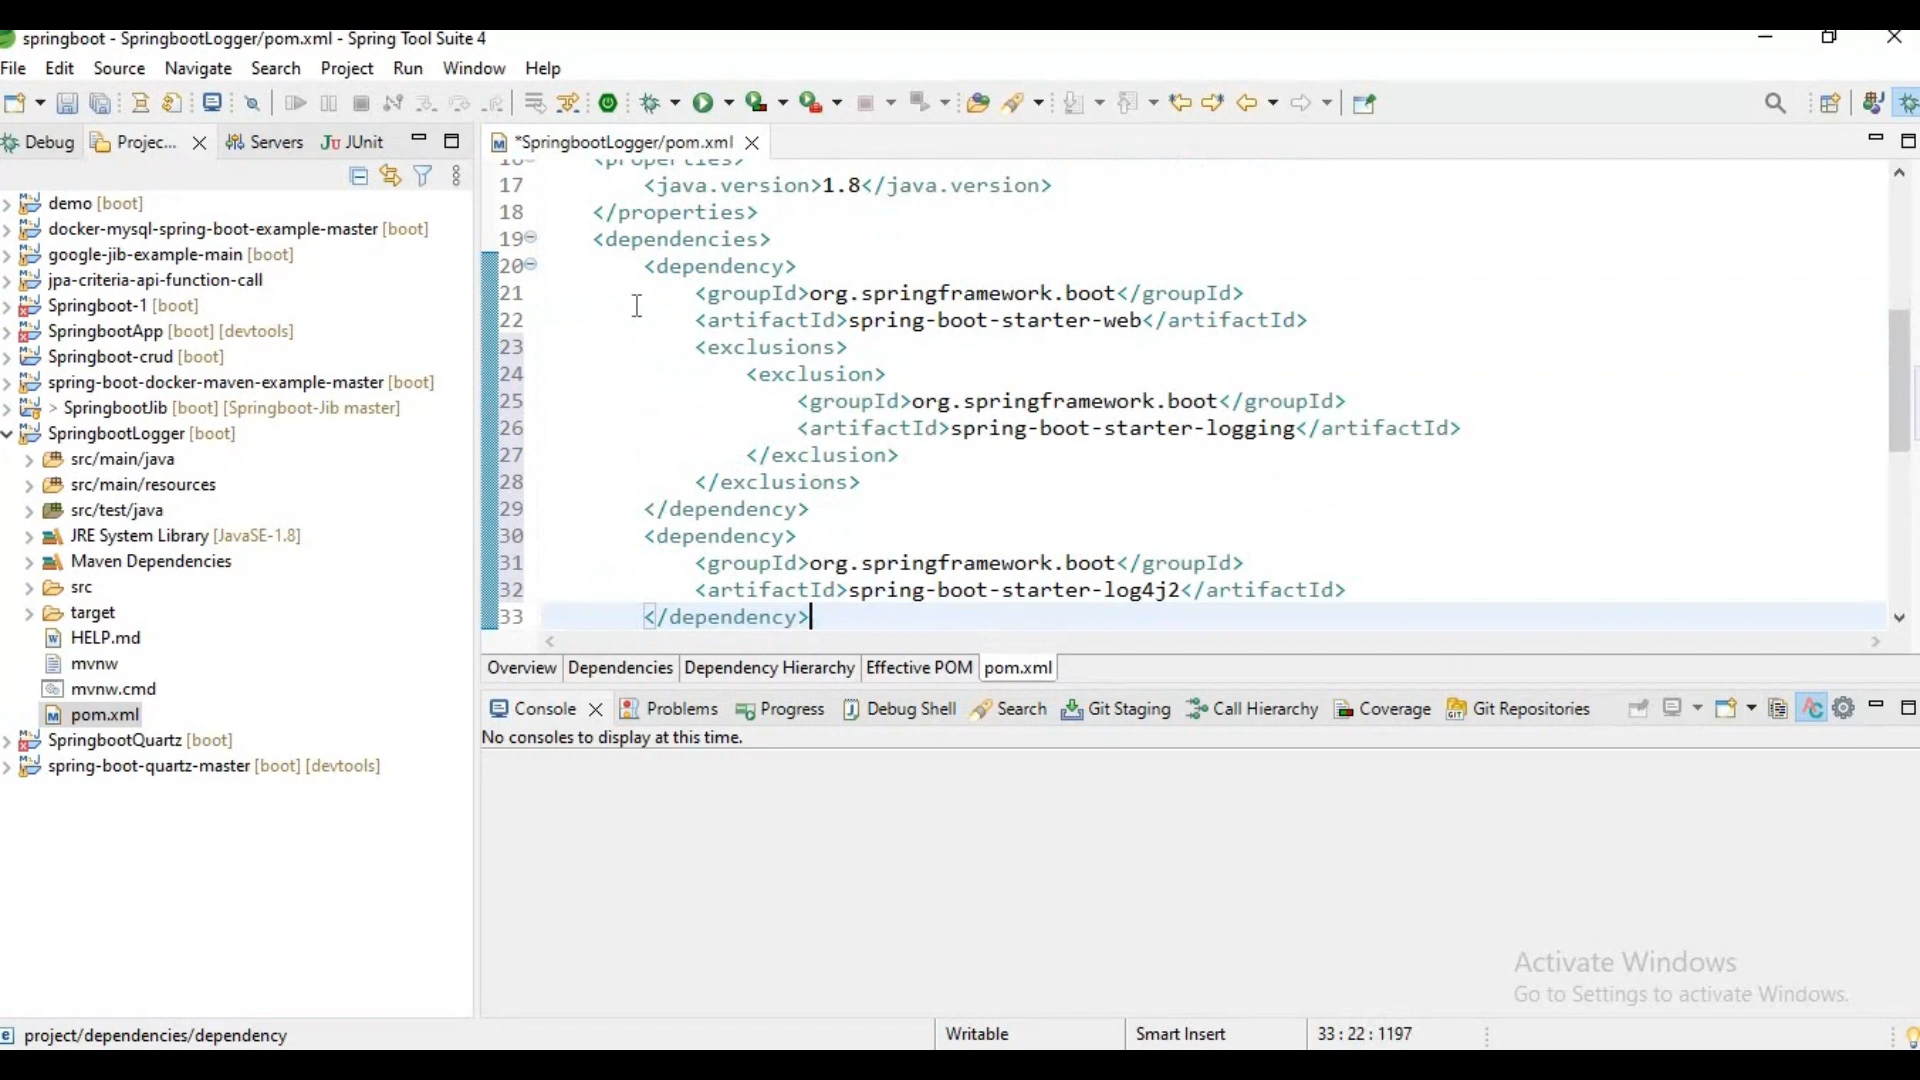 springboot - SpringbootLogger/pom.xml - Spring Tool Suite 4
File Edit Source Navigate Search Project Run Window Help
Debug Projec... Servers JUnit
*SpringbootLogger/pom.xml
demo [boot]
docker-mysql-spring-boot-example-master [boot]
google-jib-example-main [boot]
jpa-criteria-api-function-call
Springboot-1 [boot]
SpringbootApp [boot] [devtools]
Springboot-crud [boot]
spring-boot-docker-maven-example-master [boot]
> SpringbootJib [boot] [Springboot-Jib master]
SpringbootLogger [boot]
src/main/java
src/main/resources
src/test/java
JRE System Library [JavaSE-1.8]
Maven Dependencies
src
target
HELP.md
mvnw
mvnw.cmd
pom.xml
SpringbootQuartz [boot]
spring-boot-quartz-master [boot] [devtools]
16 <properties>
17 <java.version>1.8</java.version>
18 </properties>
19 <dependencies>
20 <dependency>
21 <groupId>org.springframework.boot</groupId>
22 <artifactId>spring-boot-starter-web</artifactId>
23 <exclusions>
24 <exclusion>
25 <groupId>org.springframework.boot</groupId>
26 <artifactId>spring-boot-starter-logging</artifactId>
27 </exclusion>
28 </exclusions>
29 </dependency>
30 <dependency>
31 <groupId>org.springframework.boot</groupId>
32 <artifactId>spring-boot-starter-log4j2</artifactId>
33 </dependency>
Overview Dependencies Dependency Hierarchy Effective POM pom.xml
Console Problems Progress Debug Shell Search Git Staging Call Hierarchy Coverage Git Repositories
No consoles to display at this time.
Activate Windows
Go to Settings to activate Windows.
project/dependencies/dependency
Writable
Smart Insert
33 : 22 : 1197